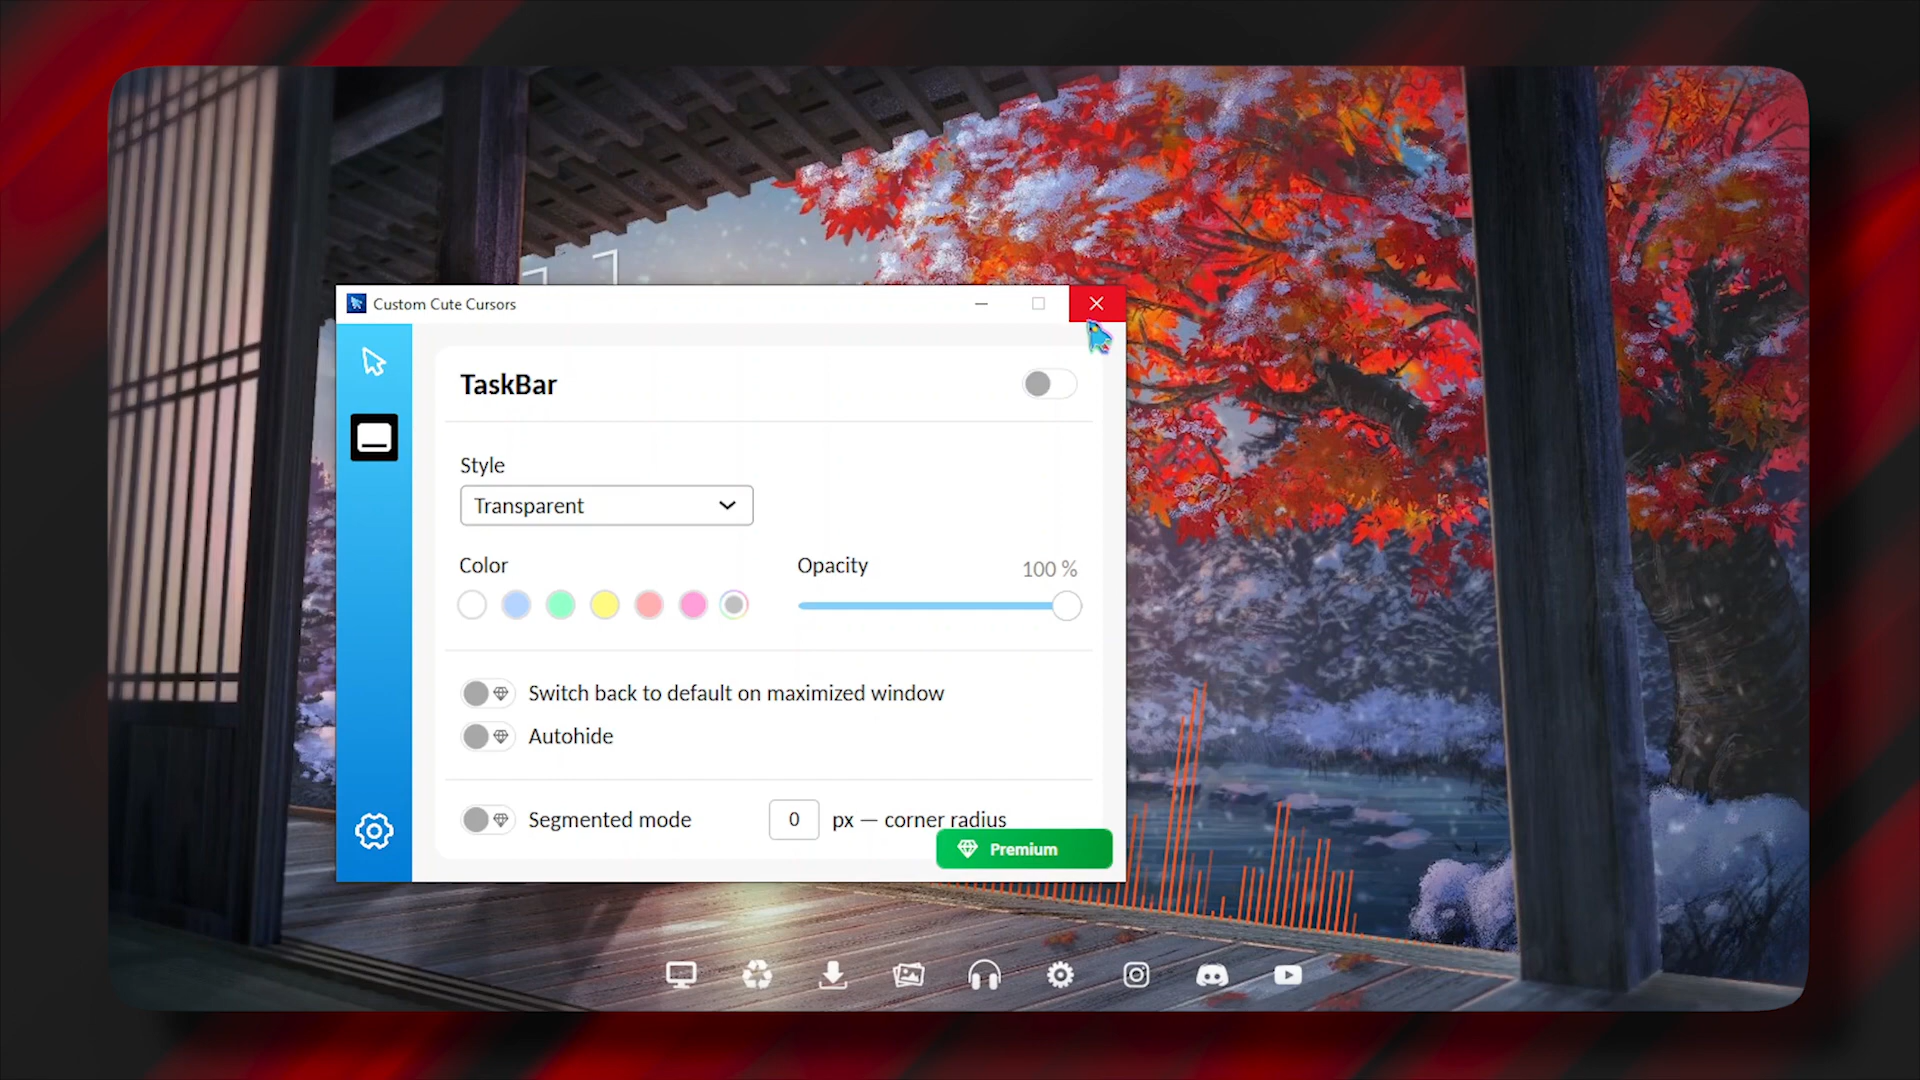 Custom Cute Cursors
TaskBar
Style
Transparent
Color
Opacity
100 %
Switch back to default on maximized window
Autohide
Segmented mode
0
px — corner radius
Premium